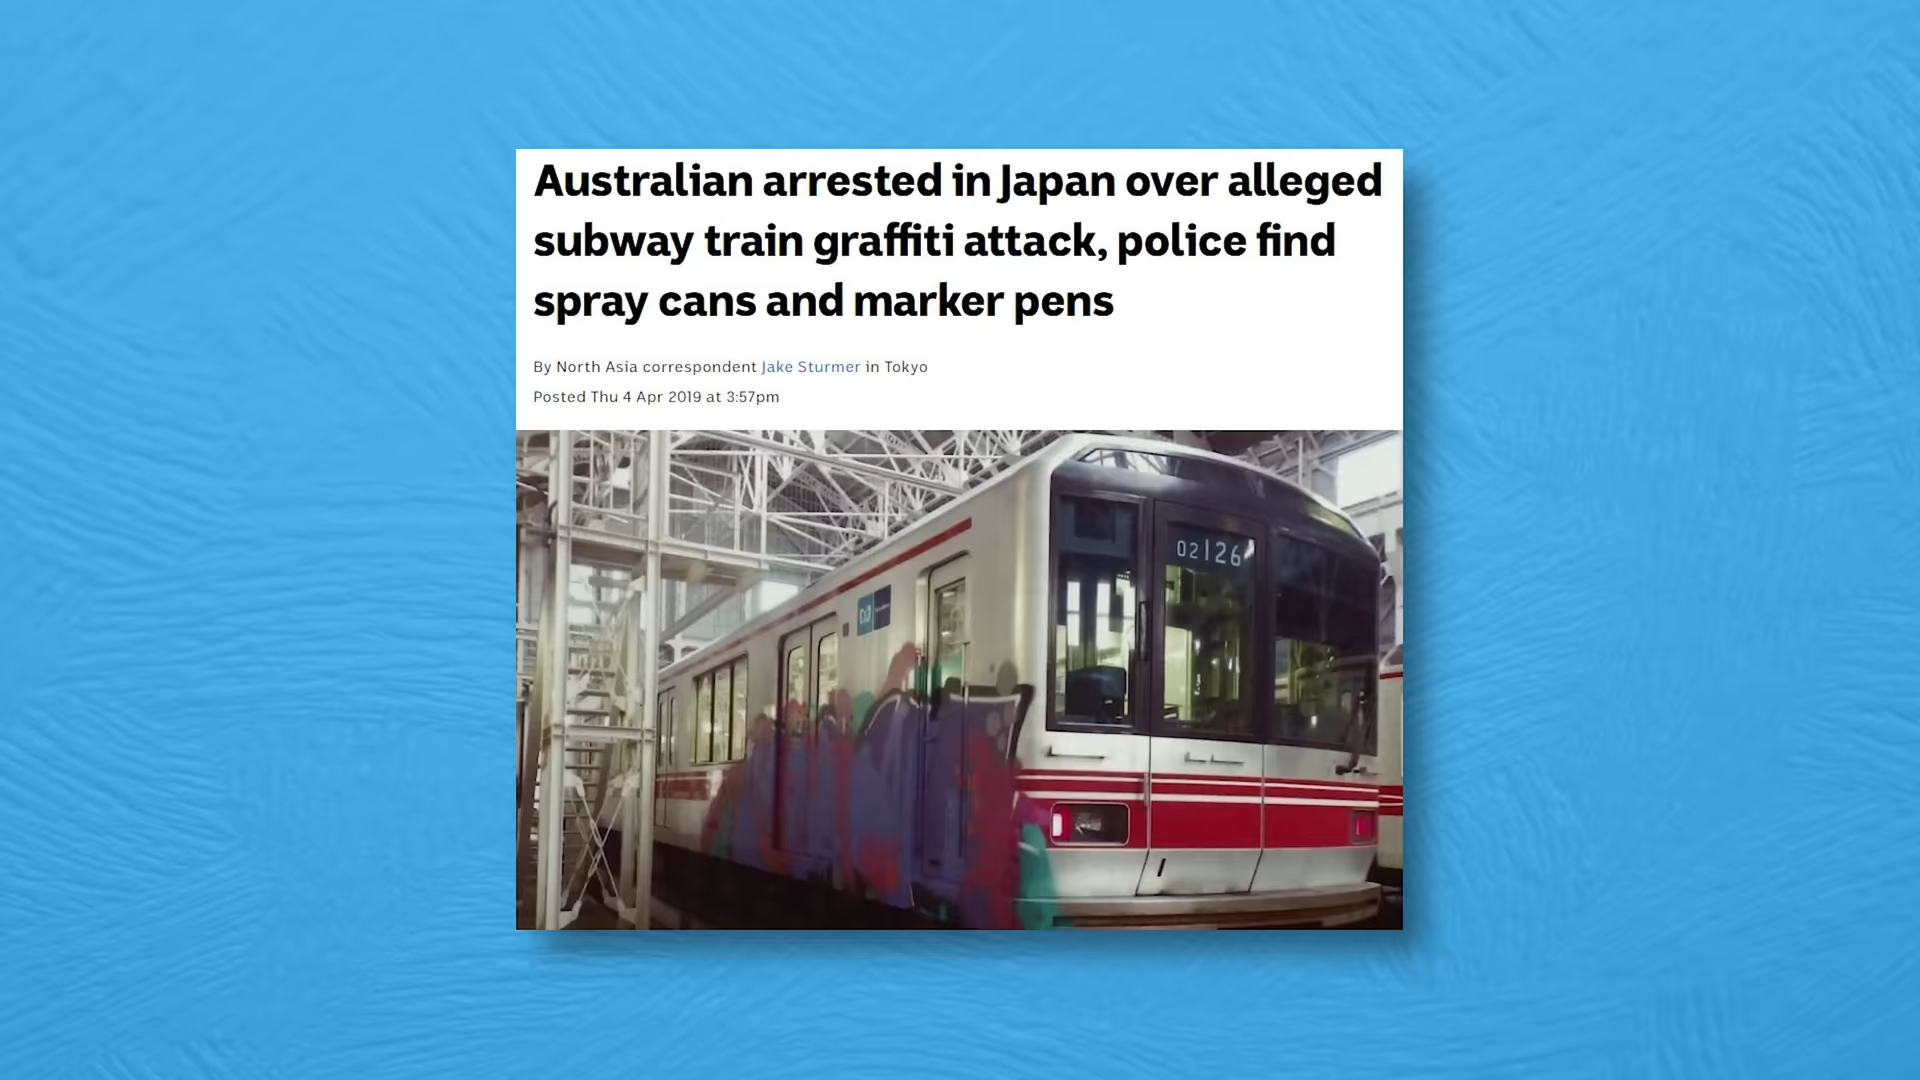 Australian arrested in Japan over alleged
subway train graffiti attack, police find
spray cans and marker pens
By North Asia correspondent Jake Sturmer in Tokyo
Posted Thu 4 Apr 2019 at 3:57pm
02126